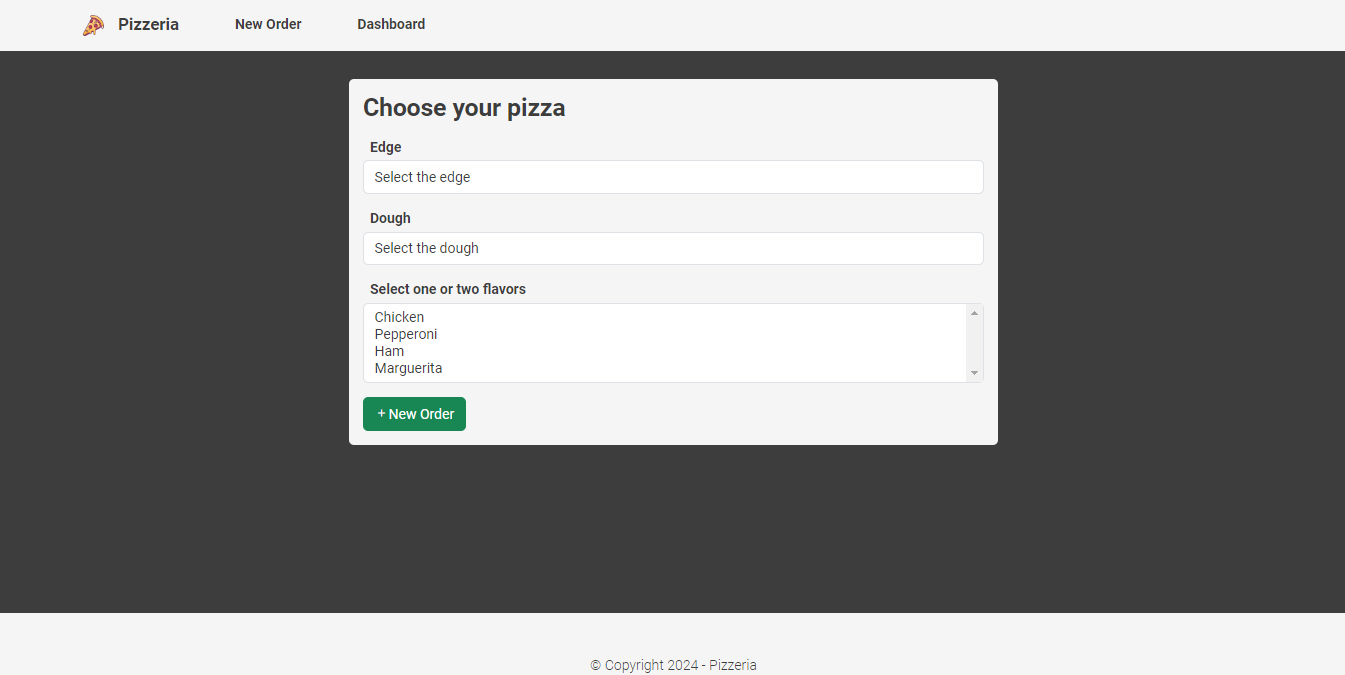 Pizzeria New Order Dashboard
Choose your pizza
Edge
Select the edge
Dough
Select the dough
Select one or two flavors
Chicken
Pepperoni
Ham
Marguerita
+ New Order
© Copyright 2024 - Pizzeria